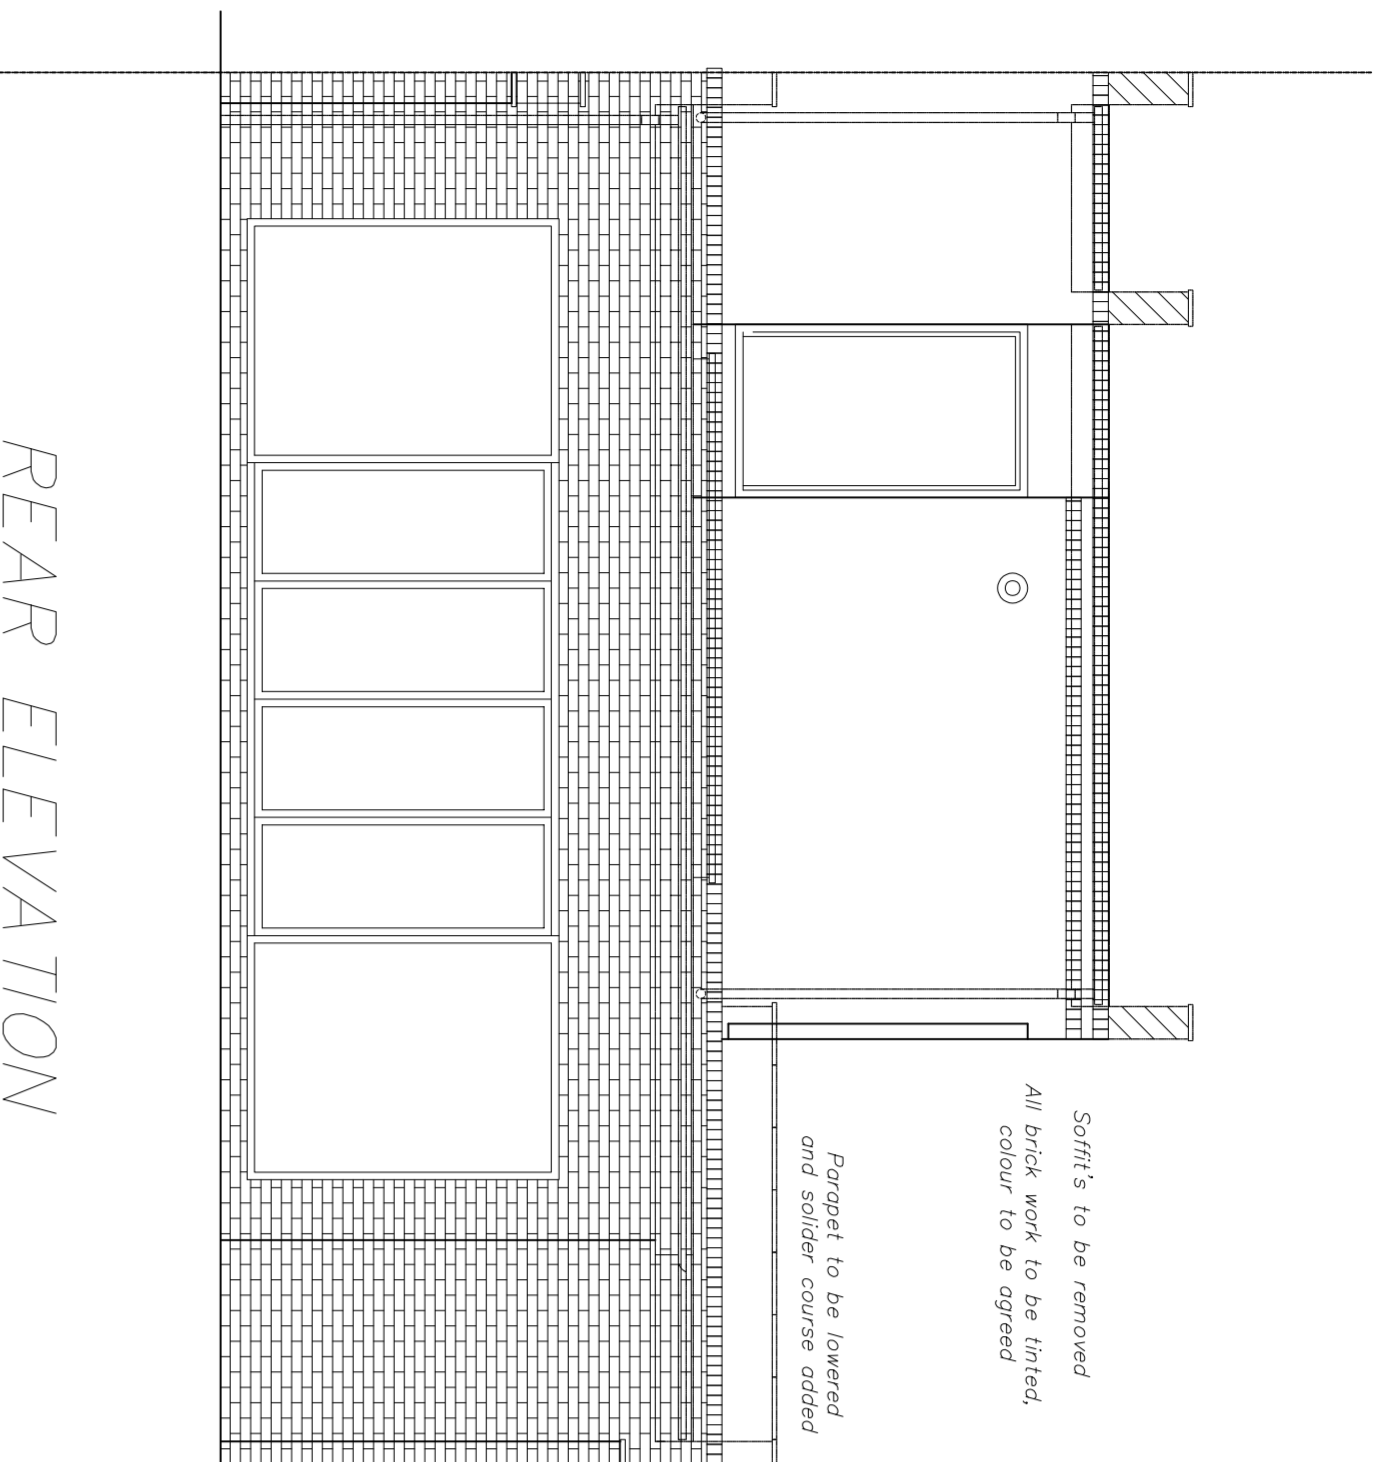 Soffit's to be removed
All brick work to be tinted,
colour to be agreed
Parapet to be lowered
and solider course added
REAR ELEVATION